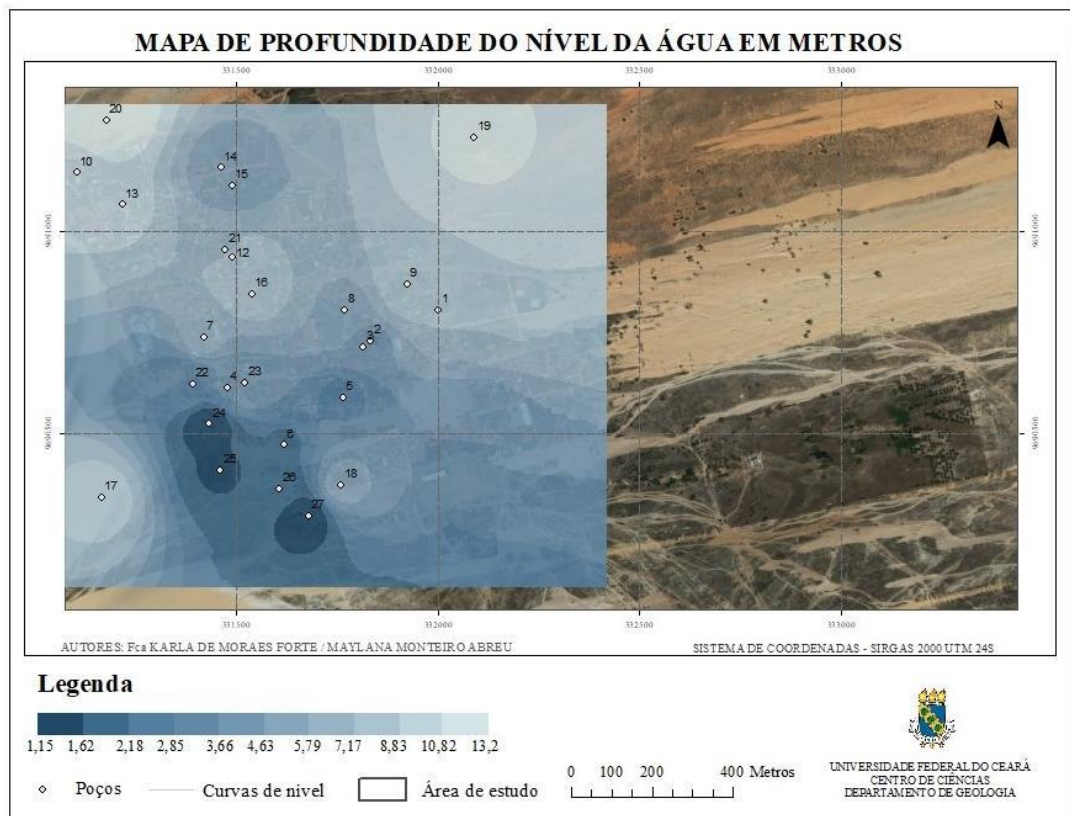 MAPA DE PROFUNDIDADE DO NÍVEL DA ÁGUA EM METROS
331500 332000 332500 333000
N
20
19
14
10
15
13
9691000 9691000
21
12
9
16
8 1
7
2
3
22 4 23
5
24
9690500 9690500
6
25
18
26
17
27
331500 332000 332500 333000
AUTORES: Fca KARLA DE MORAES FORTE / MAYLANA MONTEIRO ABREU
SISTEMA DE COORDENADAS - SIRGAS 2000 UTM 24S
Legenda
1,15 1,62 2,18 2,85 3,66 4,63 5,79 7,17 8,83 10,82 13,2
Poços Curvas de nível Área de estudo
0 100 200 400 Metros
UNIVERSIDADE FEDERAL DO CEARÁ
CENTRO DE CIÊNCIAS
DEPARTAMENTO DE GEOLOGIA